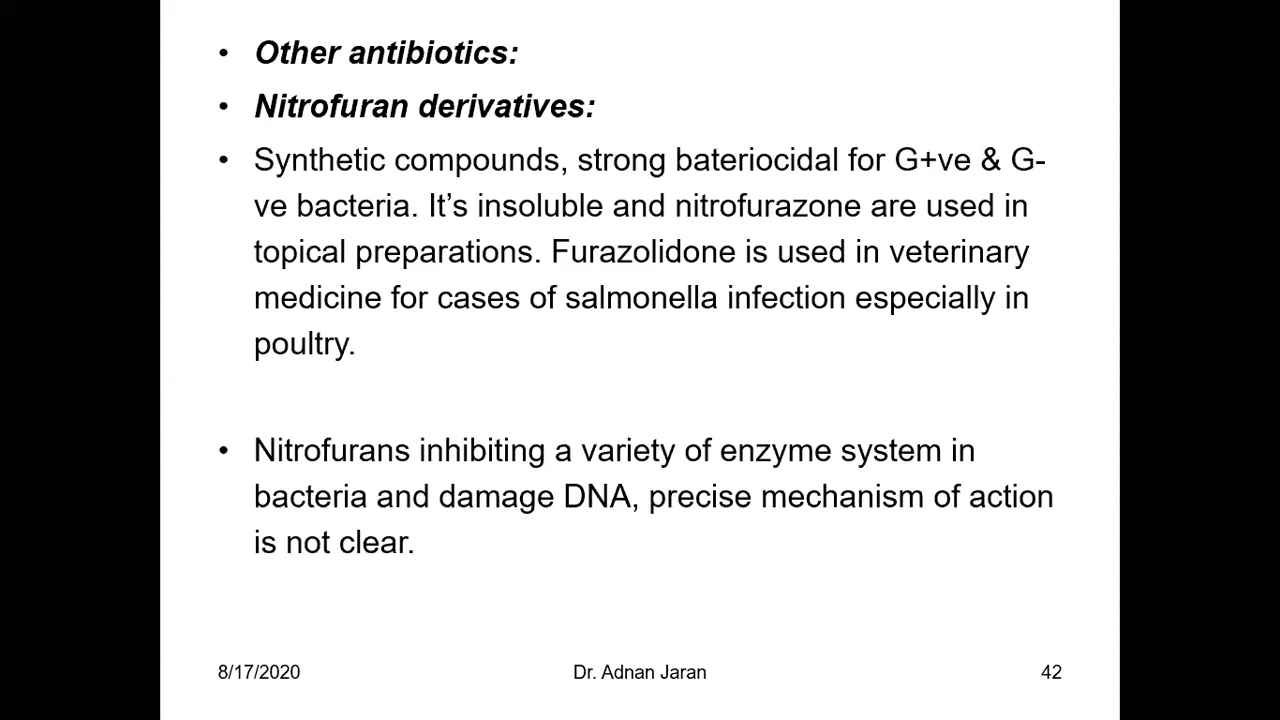 • Other antibiotics:
• Nitrofuran derivatives:
• Synthetic compounds, strong bateriocidal for G+ve & G-
ve bacteria. It’s insoluble and nitrofurazone are used in
topical preparations. Furazolidone is used in veterinary
medicine for cases of salmonella infection especially in
poultry.
• Nitrofurans inhibiting a variety of enzyme system in
bacteria and damage DNA, precise mechanism of action
is not clear.
8/17/2020 Dr. Adnan Jaran 42